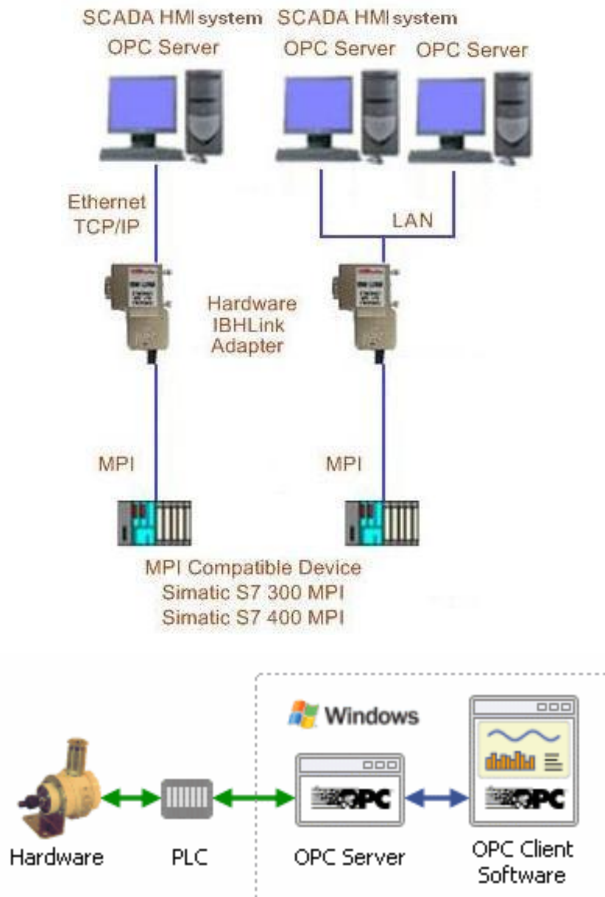 SCADA HMI system
OPC Server
SCADA HMI system
OPC Server
OPC Server
Ethernet
TCP/IP
LAN
Hardware
IBHLink
Adapter
MPI
MPI
MPI Compatible Device
Simatic S7 300 MPI
Simatic S7 400 MPI
Windows
OPC
OPC
Hardware
PLC
OPC Server
OPC Client
Software